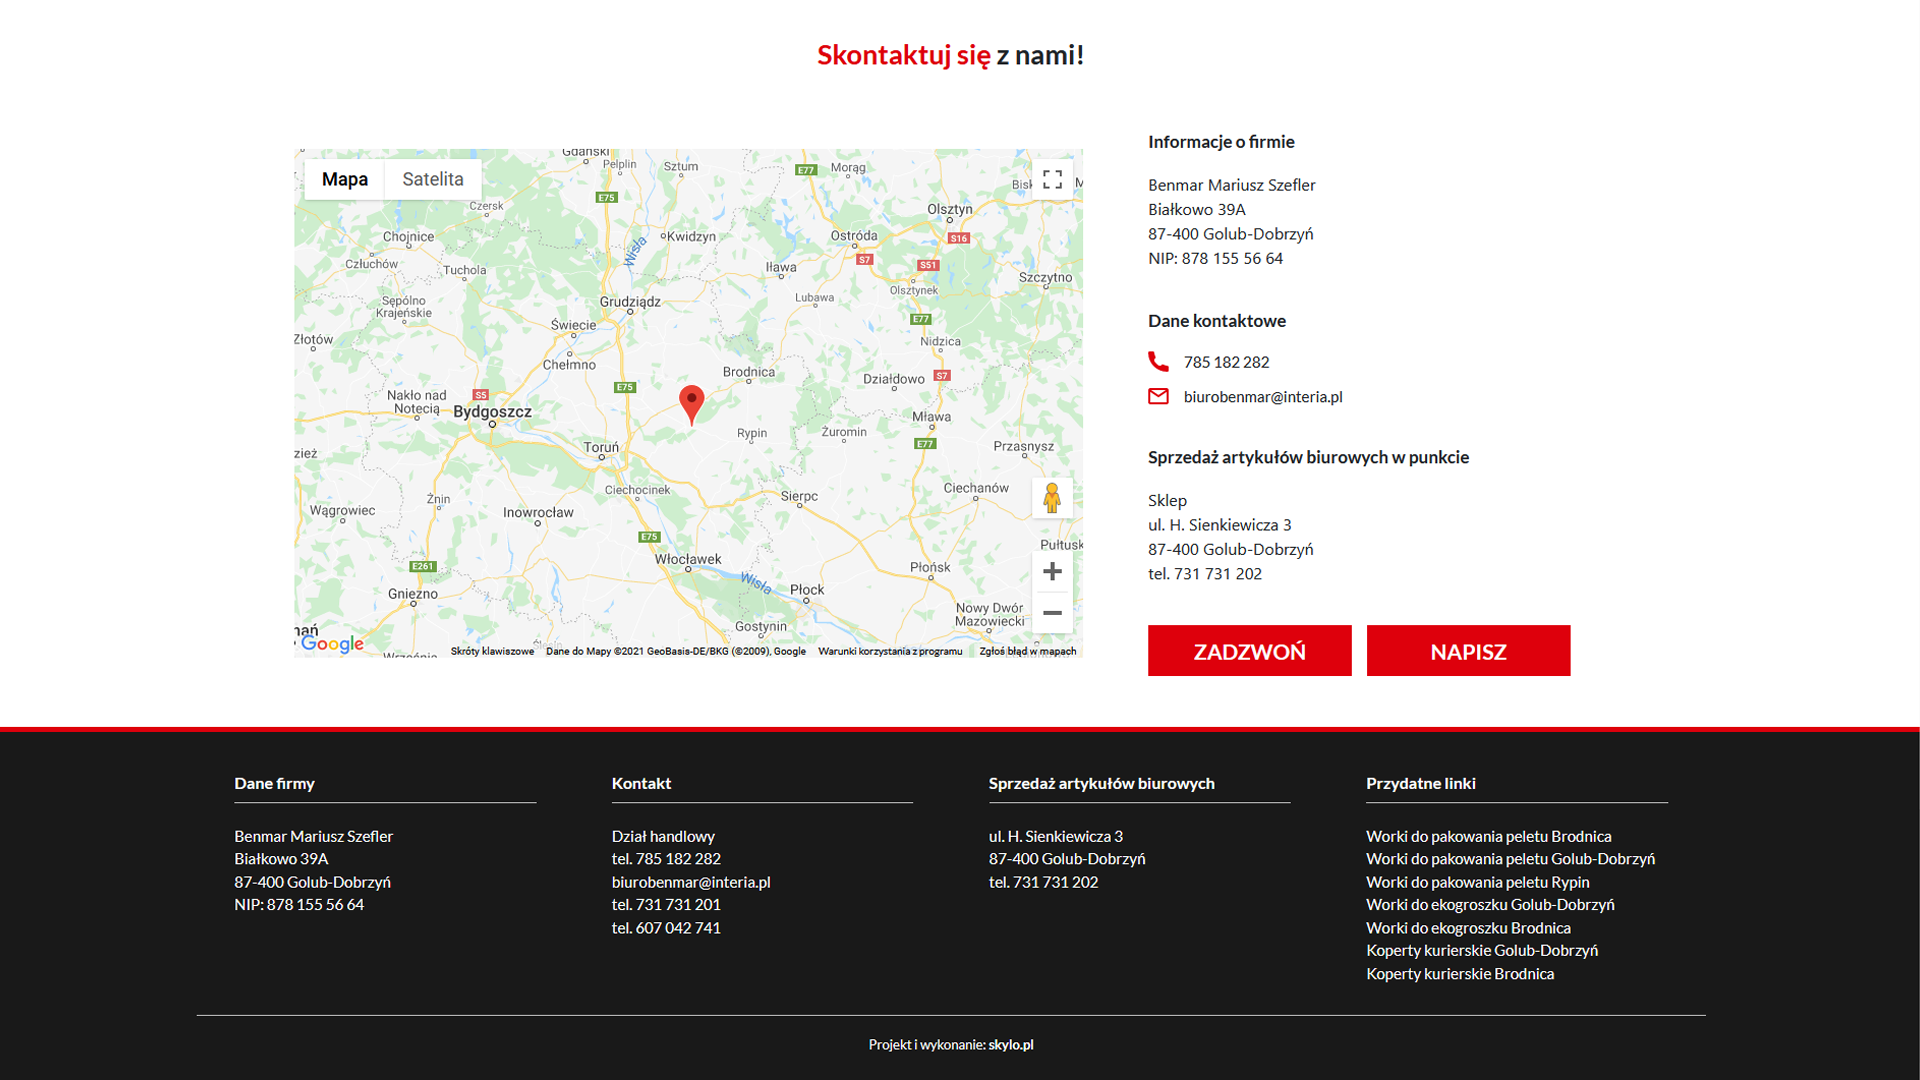 Skontaktuj się z nami!
Mapa
Satelita
Gdański
Pelplin
Sztum
E77
Morąg
E75
Czersk
Olsztyn
Chojnice
Wisła
Kwidzyn
Ostróda
S16
Człuchów
Tuchola
Iława
S7
S51
Szczytno
Sępólno
Krajeńskie
Grudziądz
Lubawa
Olsztynek
Świecie
E77
Złotów
Chełmno
Nidzica
Brodnica
Działdowo
S7
Nakło nad
Notecią
S5
E75
Bydgoszcz
Mława
Rypin
Żuromin
E77
Toruń
Przasnysz
Ciechocinek
Żnin
Sierpc
Ciechanów
Wągrowiec
Inowrocław
E75
Pułtusk
Włocławek
E261
Płońsk
Wisła
Gniezno
Płock
Nowy Dwór
Mazowiecki
Gostynin
Google
Skróty klawiszowe
Dane do Mapy ©2021 GeoBasis-DE/BKG (©2009), Google
Warunki korzystania z programu
Zgłoś błąd w mapach
Informacje o firmie
Benmar Mariusz Szefler
Białkowo 39A
87-400 Golub-Dobrzyń
NIP: 878 155 56 64
Dane kontaktowe
785 182 282
biurobenmar@interia.pl
Sprzedaż artykułów biurowych w punkcie
Sklep
ul. H. Sienkiewicza 3
87-400 Golub-Dobrzyń
tel. 731 731 202
ZADZWOŃ
NAPISZ
Dane firmy
Benmar Mariusz Szefler
Białkowo 39A
87-400 Golub-Dobrzyń
NIP: 878 155 56 64
Kontakt
Dział handlowy
tel. 785 182 282
biurobenmar@interia.pl
tel. 731 731 201
tel. 607 042 741
Sprzedaż artykułów biurowych
ul. H. Sienkiewicza 3
87-400 Golub-Dobrzyń
tel. 731 731 202
Przydatne linki
Worki do pakowania peletu Brodnica
Worki do pakowania peletu Golub-Dobrzyń
Worki do pakowania peletu Rypin
Worki do ekogroszku Golub-Dobrzyń
Worki do ekogroszku Brodnica
Koperty kurierskie Golub-Dobrzyń
Koperty kurierskie Brodnica
Projekt i wykonanie: skylo.pl